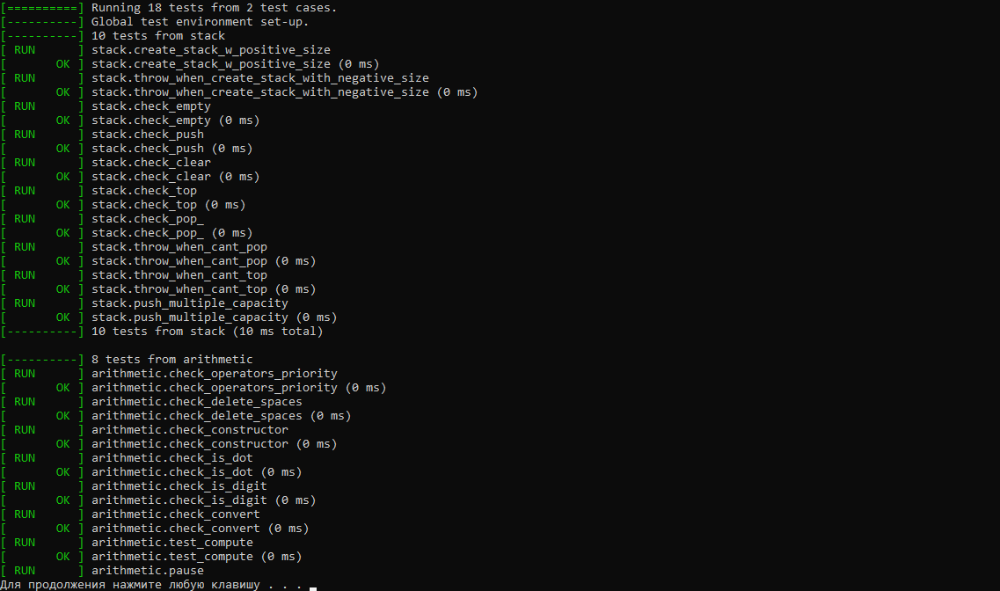 [==========] Running 18 tests from 2 test cases.
[----------] Global test environment set-up.
[----------] 10 tests from stack
[ RUN      ] stack.create_stack_w_positive_size
[       OK ] stack.create_stack_w_positive_size (0 ms)
[ RUN      ] stack.throw_when_create_stack_with_negative_size
[       OK ] stack.throw_when_create_stack_with_negative_size (0 ms)
[ RUN      ] stack.check_empty
[       OK ] stack.check_empty (0 ms)
[ RUN      ] stack.check_push
[       OK ] stack.check_push (0 ms)
[ RUN      ] stack.check_clear
[       OK ] stack.check_clear (0 ms)
[ RUN      ] stack.check_top
[       OK ] stack.check_top (0 ms)
[ RUN      ] stack.check_pop_
[       OK ] stack.check_pop_ (0 ms)
[ RUN      ] stack.throw_when_cant_pop
[       OK ] stack.throw_when_cant_pop (0 ms)
[ RUN      ] stack.throw_when_cant_top
[       OK ] stack.throw_when_cant_top (0 ms)
[ RUN      ] stack.push_multiple_capacity
[       OK ] stack.push_multiple_capacity (0 ms)
[----------] 10 tests from stack (10 ms total)

[----------] 8 tests from arithmetic
[ RUN      ] arithmetic.check_operators_priority
[       OK ] arithmetic.check_operators_priority (0 ms)
[ RUN      ] arithmetic.check_delete_spaces
[       OK ] arithmetic.check_delete_spaces (0 ms)
[ RUN      ] arithmetic.check_constructor
[       OK ] arithmetic.check_constructor (0 ms)
[ RUN      ] arithmetic.check_is_dot
[       OK ] arithmetic.check_is_dot (0 ms)
[ RUN      ] arithmetic.check_is_digit
[       OK ] arithmetic.check_is_digit (0 ms)
[ RUN      ] arithmetic.check_convert
[       OK ] arithmetic.check_convert (0 ms)
[ RUN      ] arithmetic.test_compute
[       OK ] arithmetic.test_compute (0 ms)
[ RUN      ] arithmetic.pause
Для продолжения нажмите любую клавишу . . .